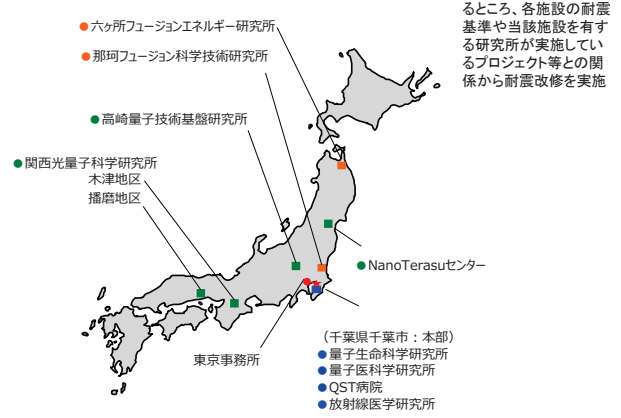 るところ、各施設の耐震
基準や当該施設を有す
る研究所が実施してい
るプロジェクト等との関
係から耐震改修を実施
●六ヶ所フュージョンエネルギー研究所
●那珂フュージョン科学技術研究所
●高崎量子技術基盤研究所
●関西光量子科学研究所
木津地区
播磨地区
●NanoTerasuセンター
東京事務所
（千葉県千葉市：本部）
●量子生命科学研究所
●量子医科学研究所
●QST病院
●放射線医学研究所